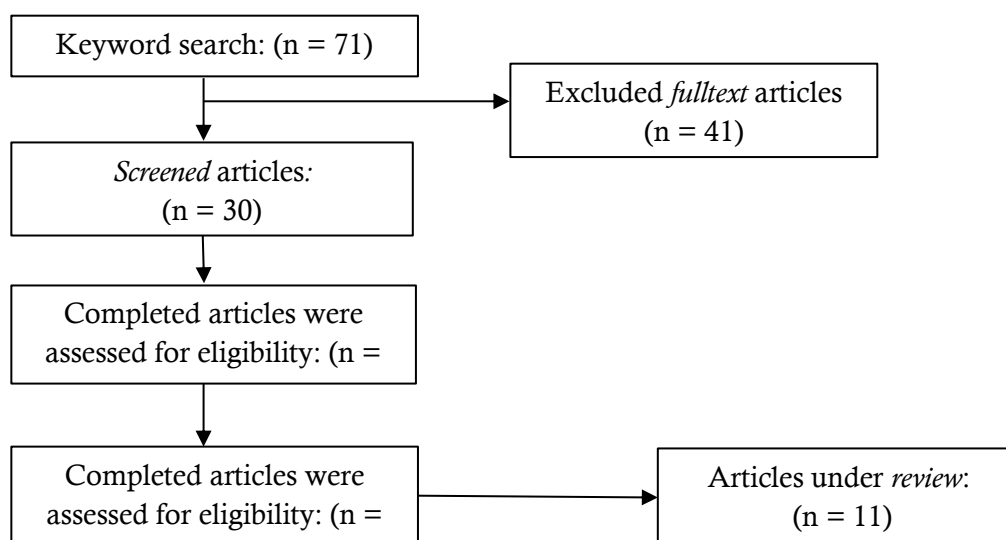 Keyword search: (n = 71)
Excluded fulltext articles
(n = 41)
Screened articles:
(n = 30)
Completed articles were
assessed for eligibility: (n =
Completed articles were
assessed for eligibility: (n =
Articles under review:
(n = 11)